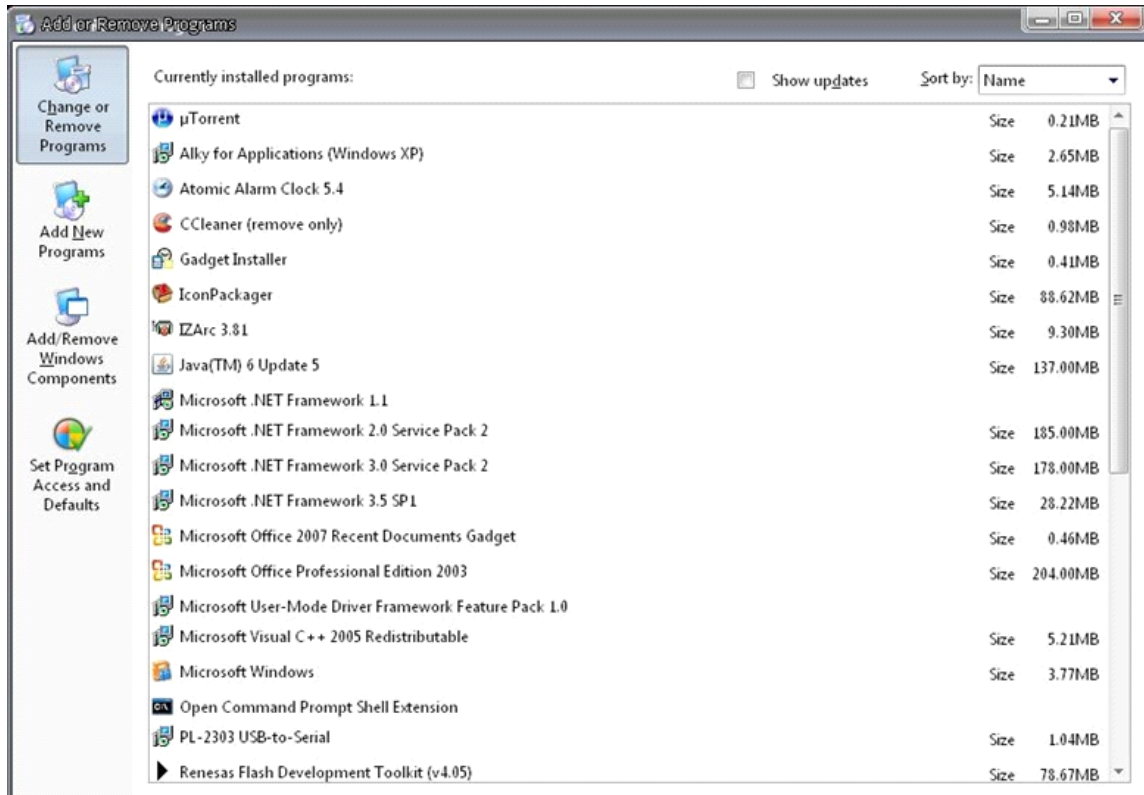 Add or Remove Programs
Change or
Remove
Programs
Add New
Programs
Add/Remove
Windows
Components
Set Program
Access and
Defaults
Currently installed programs:
Show updates
Sort by: Name
µTorrent Size 0.21MB
Alky for Applications (Windows XP) Size 2.65MB
Atomic Alarm Clock 5.4 Size 5.14MB
CCleaner (remove only) Size 0.98MB
Gadget Installer Size 0.41MB
IconPackager Size 88.62MB
IZArc 3.81 Size 9.30MB
Java(TM) 6 Update 5 Size 137.00MB
Microsoft .NET Framework 1.1
Microsoft .NET Framework 2.0 Service Pack 2 Size 185.00MB
Microsoft .NET Framework 3.0 Service Pack 2 Size 178.00MB
Microsoft .NET Framework 3.5 SP1 Size 28.22MB
Microsoft Office 2007 Recent Documents Gadget Size 0.46MB
Microsoft Office Professional Edition 2003 Size 204.00MB
Microsoft User-Mode Driver Framework Feature Pack 1.0
Microsoft Visual C++ 2005 Redistributable Size 5.21MB
Microsoft Windows Size 3.77MB
Open Command Prompt Shell Extension
PL-2303 USB-to-Serial Size 1.04MB
Renesas Flash Development Toolkit (v4.05) Size 78.67MB